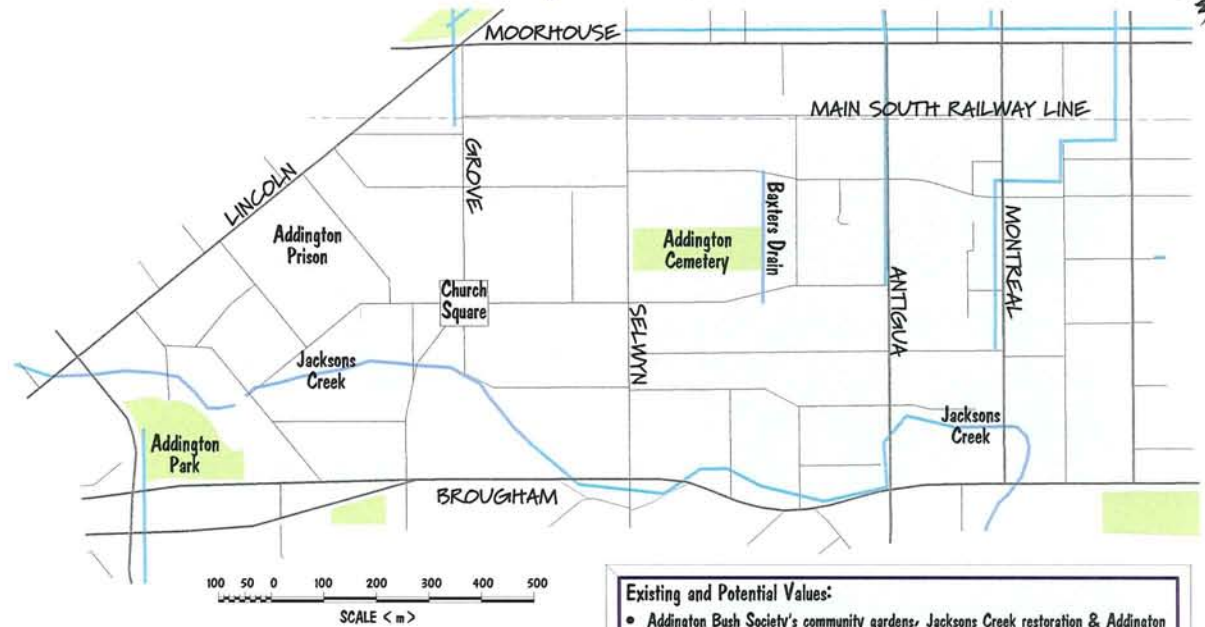 MOORHOUSE
MAIN SOUTH RAILWAY LINE
GROVE
LINCOLN
Addington
Prison
Baxters Drain
Addington
Cemetery
MONTREAL
ANTIGUA
Church
Square
SELWYN
Jacksons
Creek
Jacksons
Creek
Addington
Park
BROUGHAM
100 50 0 100 200 300 400 500
SCALE < m >
Existing and Potential Values:
• Addington Bush Society's community gardens, Jacksons Creek restoration & Addington